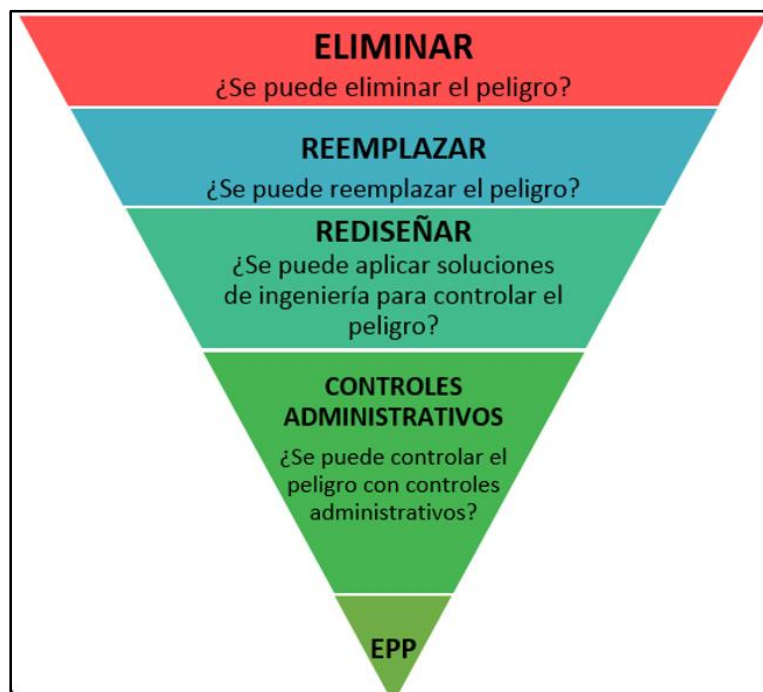 ELIMINAR
¿Se puede eliminar el peligro?
REEMPLAZAR
¿Se puede reemplazar el peligro?
REDISEÑAR
¿Se puede aplicar soluciones
de ingeniería para controlar el
peligro?
CONTROLES
ADMINISTRATIVOS
¿Se puede controlar el
peligro con controles
administrativos?
EPP